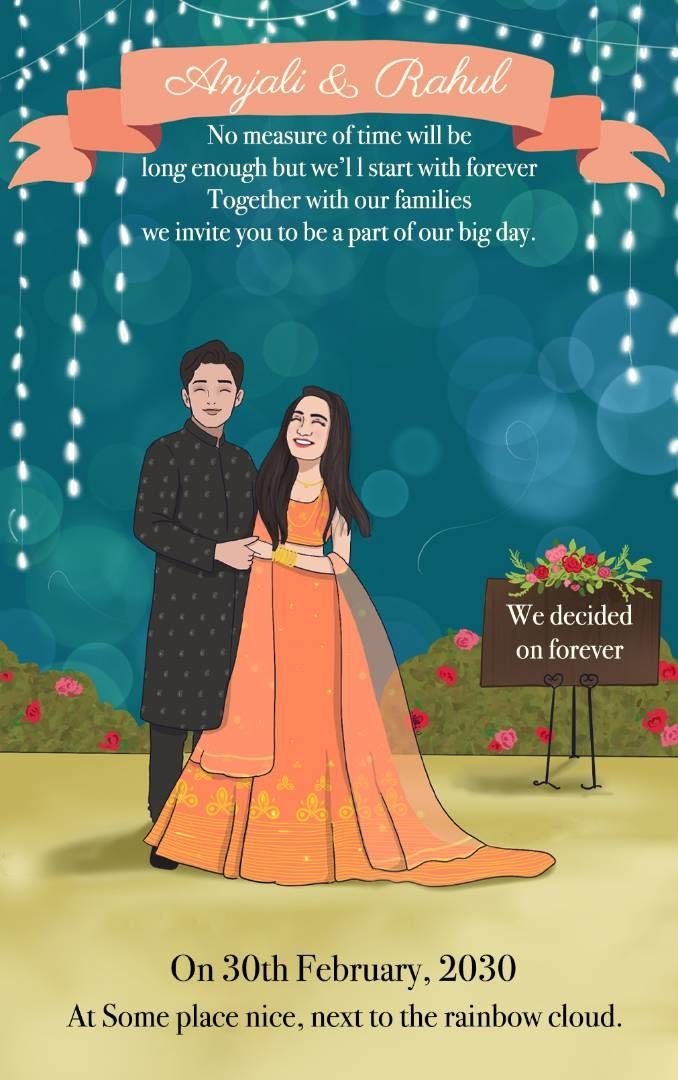 Anjali & Rahul
No measure of time will be
long enough but we'l l start with forever
Together with our families
we invite you to be a part of our big day.
We decided
on forever
On 30th February, 2030
At Some place nice, next to the rainbow cloud.